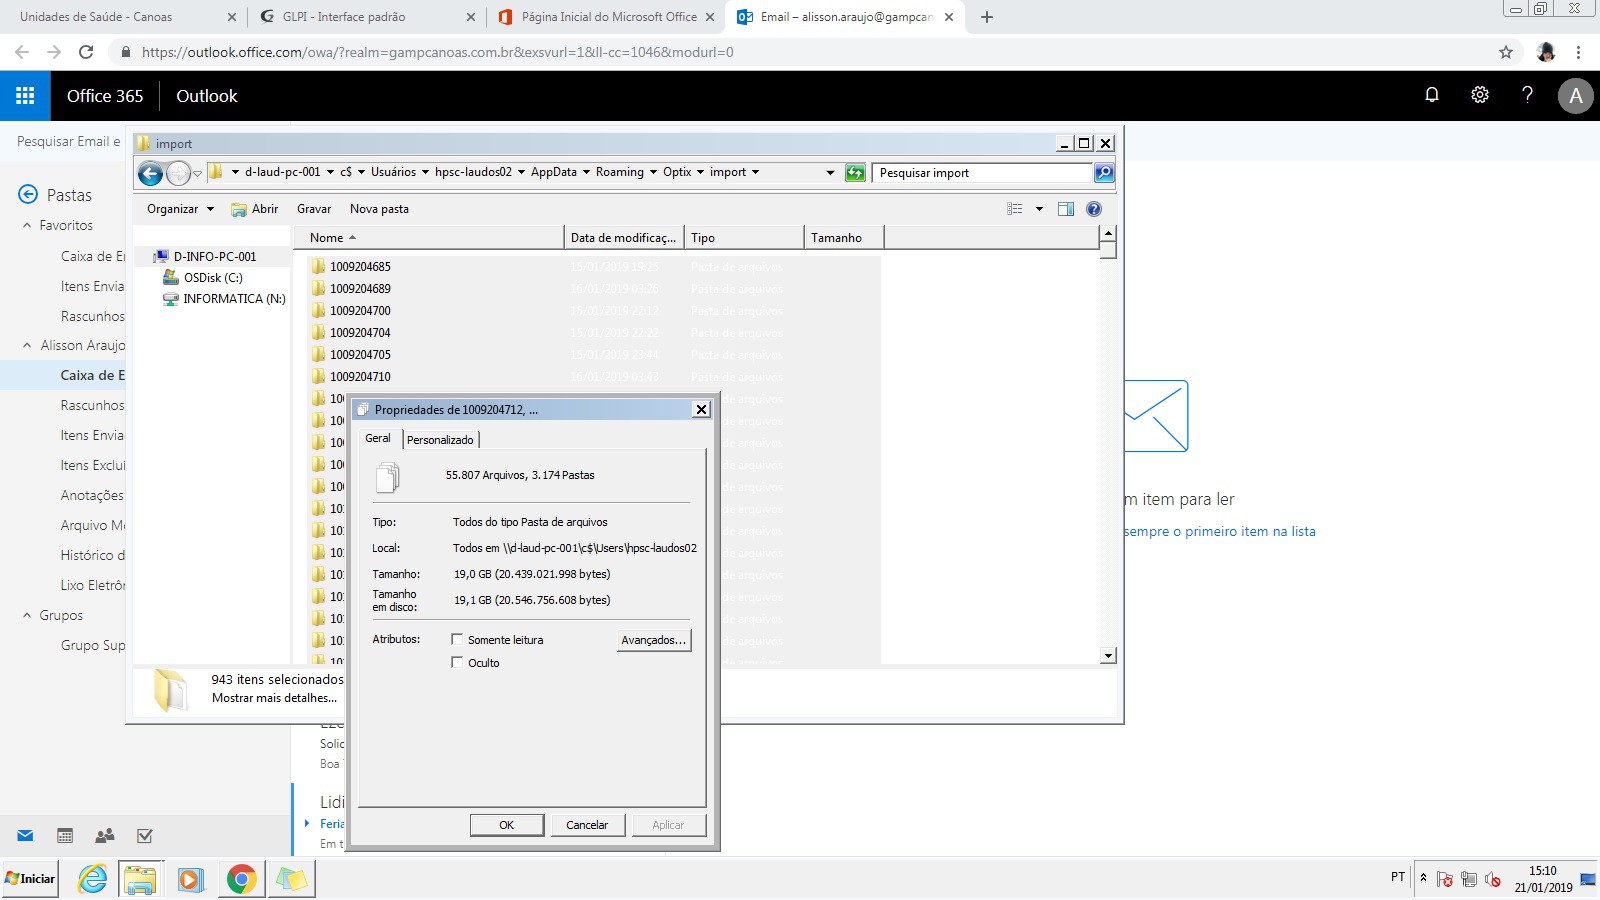 Unidades de Saúde - Canoas
GLPI - Interface padrão
Página Inicial do Microsoft Office
Email – alisson.araujo@gampcan
https://outlook.office.com/owa/?realm=gampcanoas.com.br&exsvurl=1&ll-cc=1046&modurl=0
Office 365
Outlook
A
Pesquisar Email e
Pastas
Favoritos
Caixa de E
Itens Envia
Rascunhos
Alisson Araujo
Caixa de E
Rascunhos
Itens Envia
Itens Exclui
Anotações
Arquivo M
Histórico d
Lixo Eletrôn
Grupos
Grupo Sup
import
d-laud-pc-001 c$ Usuários hpsc-laudos02 AppData Roaming Optix import
Pesquisar import
Organizar Abrir Gravar Nova pasta
D-INFO-PC-001
OSDisk (C:)
INFORMATICA (N:)
Nome Data de modificaç... Tipo Tamanho
1009204685 15/01/2019 19:25 Pasta de arquivos
1009204689 16/01/2019 03:26 Pasta de arquivos
1009204700 15/01/2019 22:12 Pasta de arquivos
1009204704 15/01/2019 22:22 Pasta de arquivos
1009204705 15/01/2019 23:44 Pasta de arquivos
1009204710 16/01/2019 03:43 Pasta de arquivos
943 itens selecionados
Mostrar mais detalhes...
Propriedades de 1009204712, ...
Geral Personalizado
55.807 Arquivos, 3.174 Pastas
Tipo: Todos do tipo Pasta de arquivos
Local: Todos em \\d-laud-pc-001\c$\Users\hpsc-laudos02
Tamanho: 19,0 GB (20.439.021.998 bytes)
Tamanho
em disco: 19,1 GB (20.546.756.608 bytes)
Atributos: Somente leitura Avançados...
Oculto
OK Cancelar Aplicar
m item para ler
sempre o primeiro item na lista
Solic
Boa
Lidi
Feria
Em t
Iniciar
PT
15:10
21/01/2019